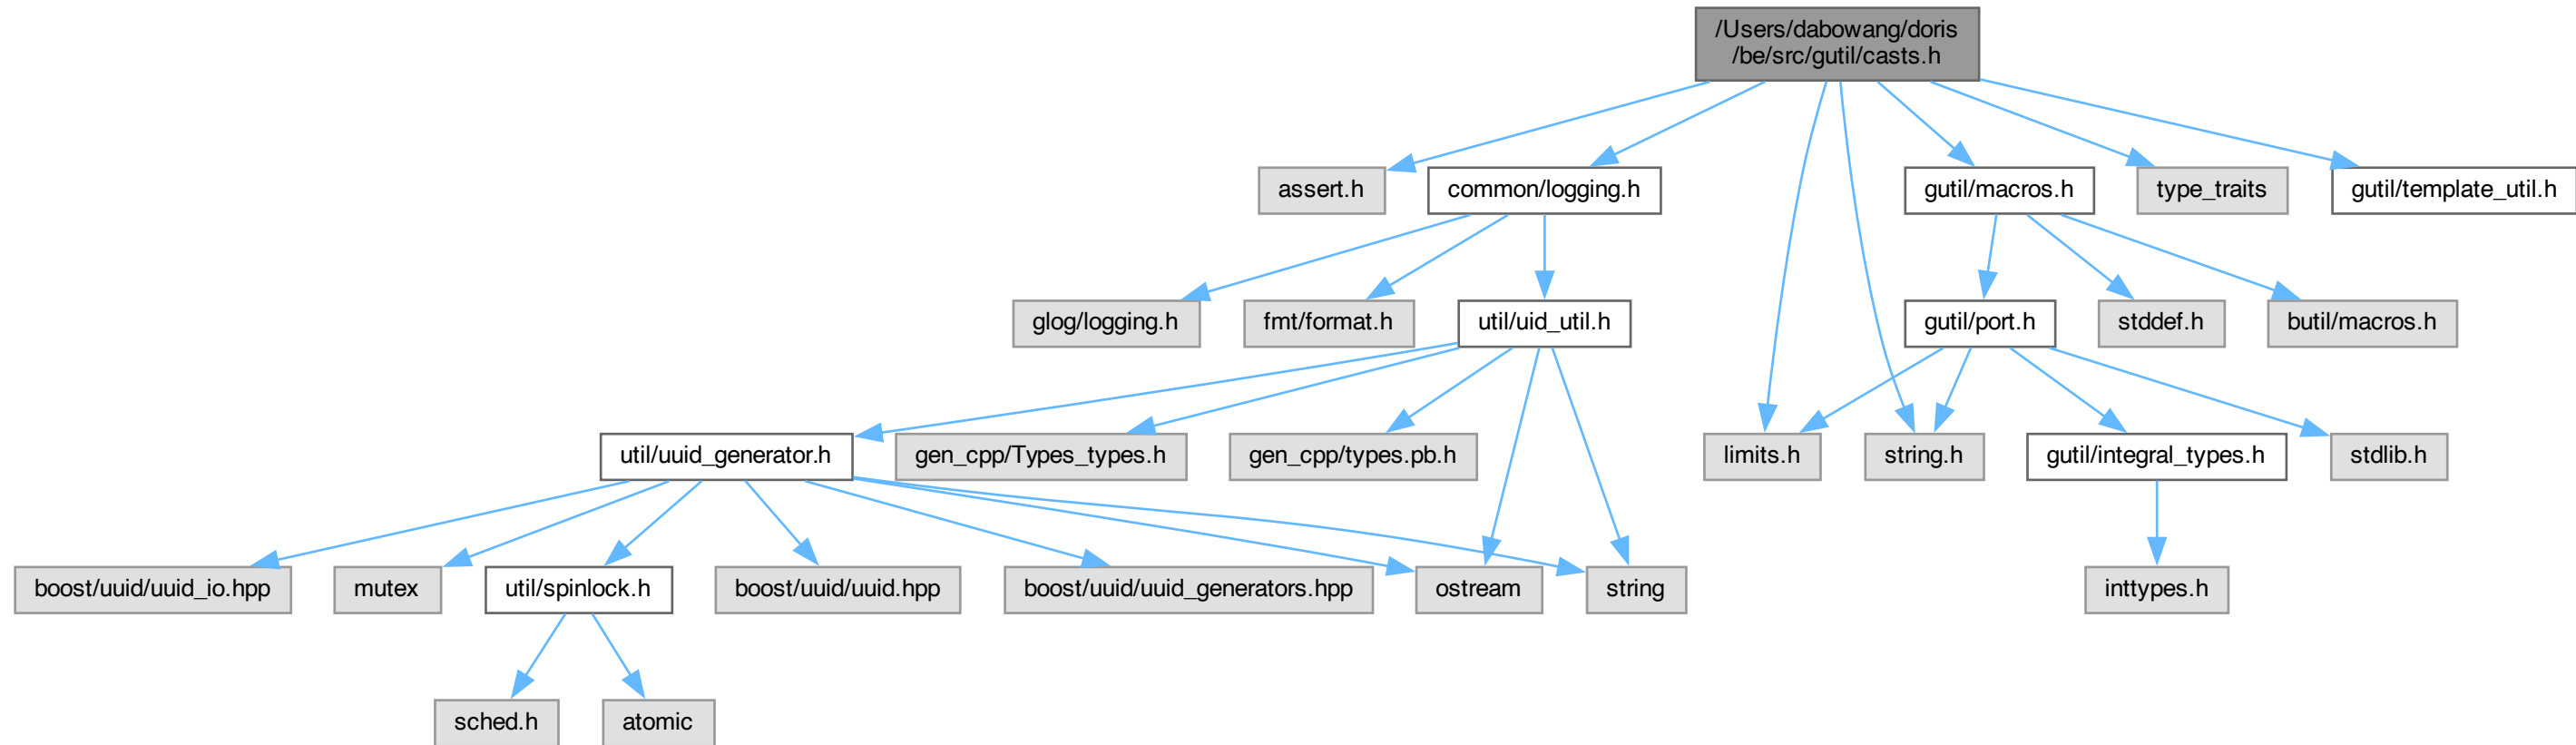 /Users/dabowang/doris
/be/src/gutil/casts.h
assert.h
common/logging.h
gutil/macros.h
type_traits
gutil/template_util.h
glog/logging.h
fmt/format.h
util/uid_util.h
gutil/port.h
stddef.h
butil/macros.h
util/uuid_generator.h
gen_cpp/Types_types.h
gen_cpp/types.pb.h
limits.h
string.h
gutil/integral_types.h
stdlib.h
boost/uuid/uuid_io.hpp
mutex
util/spinlock.h
boost/uuid/uuid.hpp
boost/uuid/uuid_generators.hpp
ostream
string
inttypes.h
sched.h
atomic